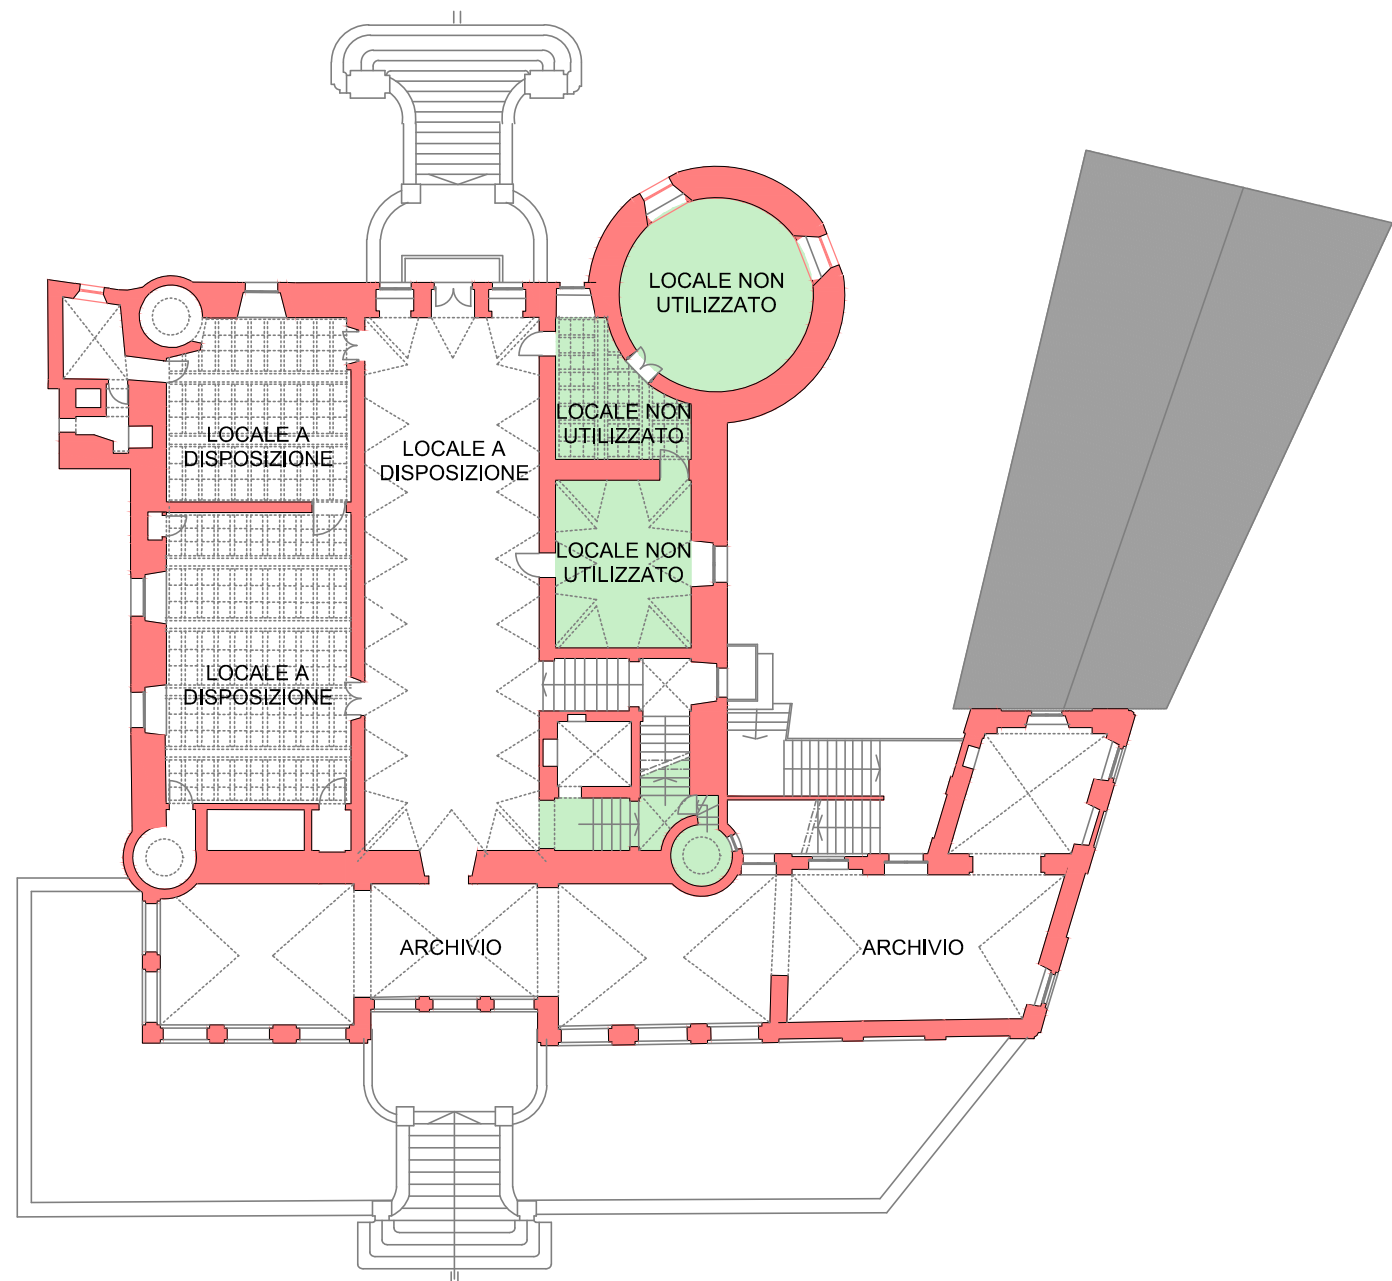 LOCALE NON
UTILIZZATO
LOCALE NON
UTILIZZATO
LOCALE A
DISPOSIZIONE
LOCALE A
DISPOSIZIONE
LOCALE NON
UTILIZZATO
LOCALE A
DISPOSIZIONE
ARCHIVIO
ARCHIVIO